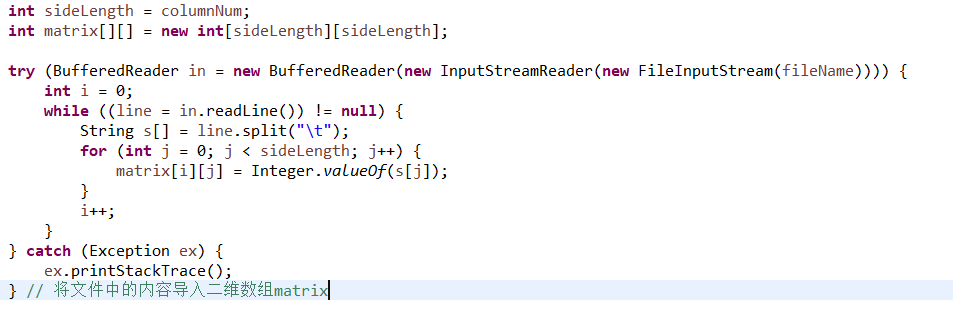 int sideLength = columnNum;
int matrix[][] = new int[sideLength][sideLength];
try (BufferedReader in = new BufferedReader(new InputStreamReader(new FileInputStream(fileName)))) {
int i = 0;
while ((line = in.readLine()) != null) {
String s[] = line.split("\t");
for (int j = 0; j < sideLength; j++) {
matrix[i][j] = Integer.valueOf(s[j]);
}
i++;
}
} catch (Exception ex) {
ex.printStackTrace();
} // 将文件中的内容导入二维数组matrix